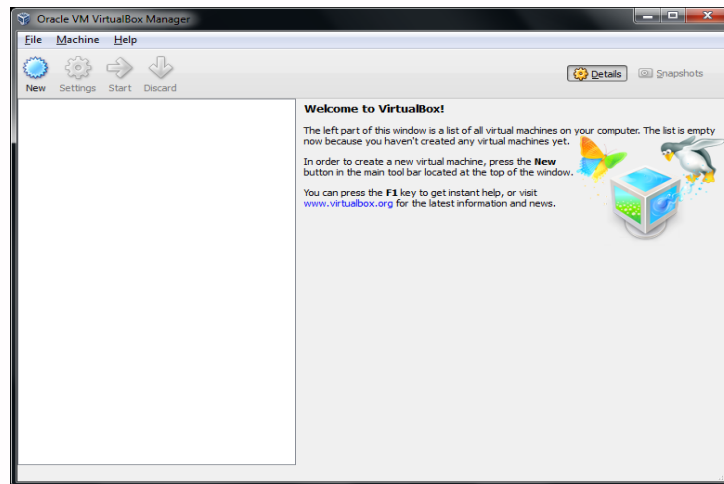 Oracle VM VirtualBox Manager
File Machine Help
New Settings Start Discard
Details Snapshots
Welcome to VirtualBox!
The left part of this window is a list of all virtual machines on your computer. The list is empty
now because you haven't created any virtual machines yet.
In order to create a new virtual machine, press the New
button in the main tool bar located at the top of the window.
You can press the F1 key to get instant help, or visit
www.virtualbox.org for the latest information and news.